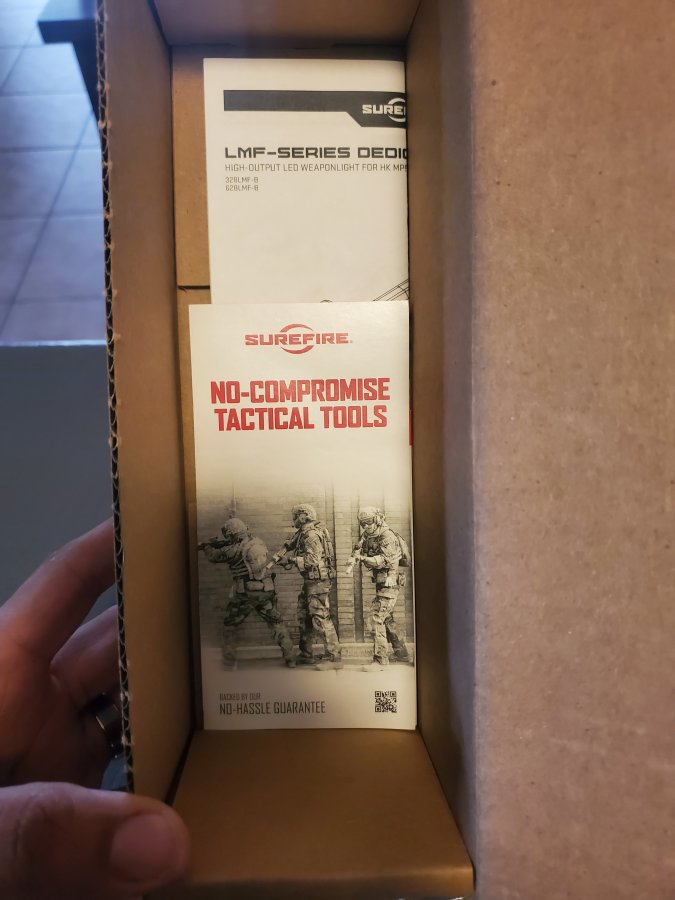 SUREF
LMF-SERIES DEDIC
HIGH-OUTPUT LED WEAPONLIGHT FOR HK MP5
328LMF-B
628LMF-B
SUREFIRE
NO-COMPROMISE
TACTICAL TOOLS
BACKED BY OUR
NO-HASSLE GUARANTEE